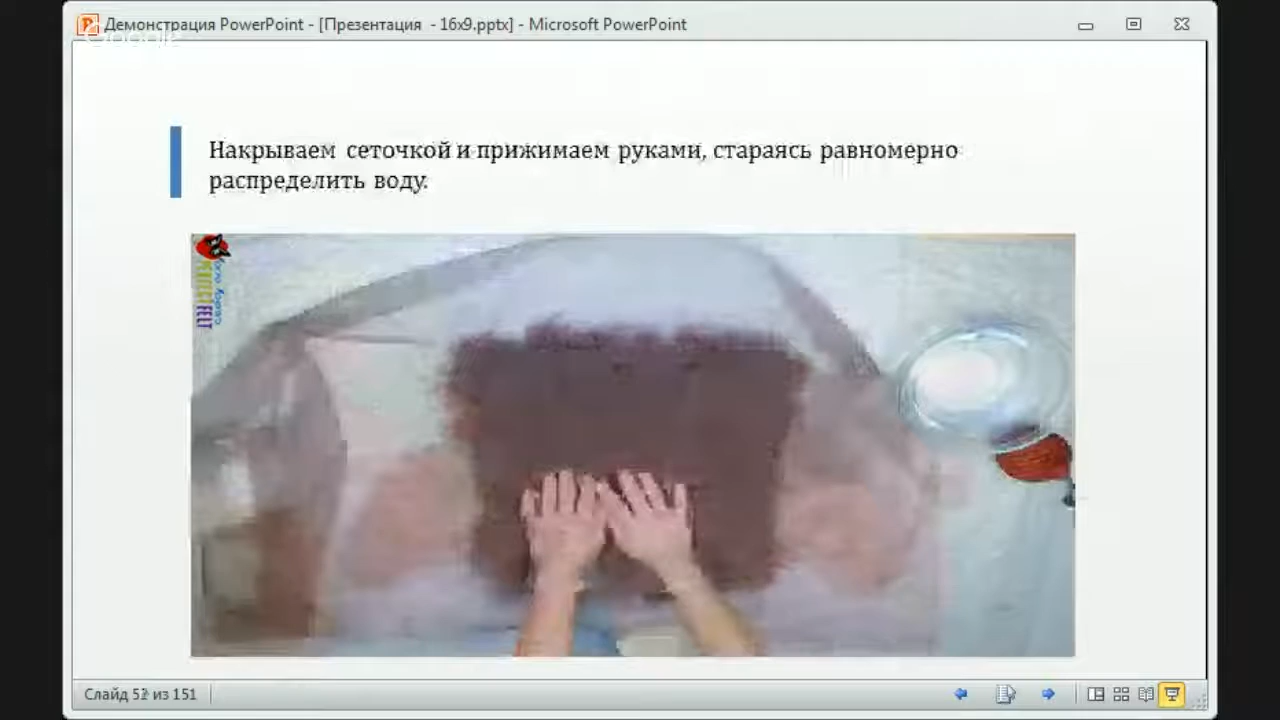 Демонстрация PowerPoint - [Презентация - 16x9.pptx] - Microsoft PowerPoint
Google
Накрываем сеточкой и прижимаем руками, стараясь равномерно
распределить воду.
Слайд 52 из 151